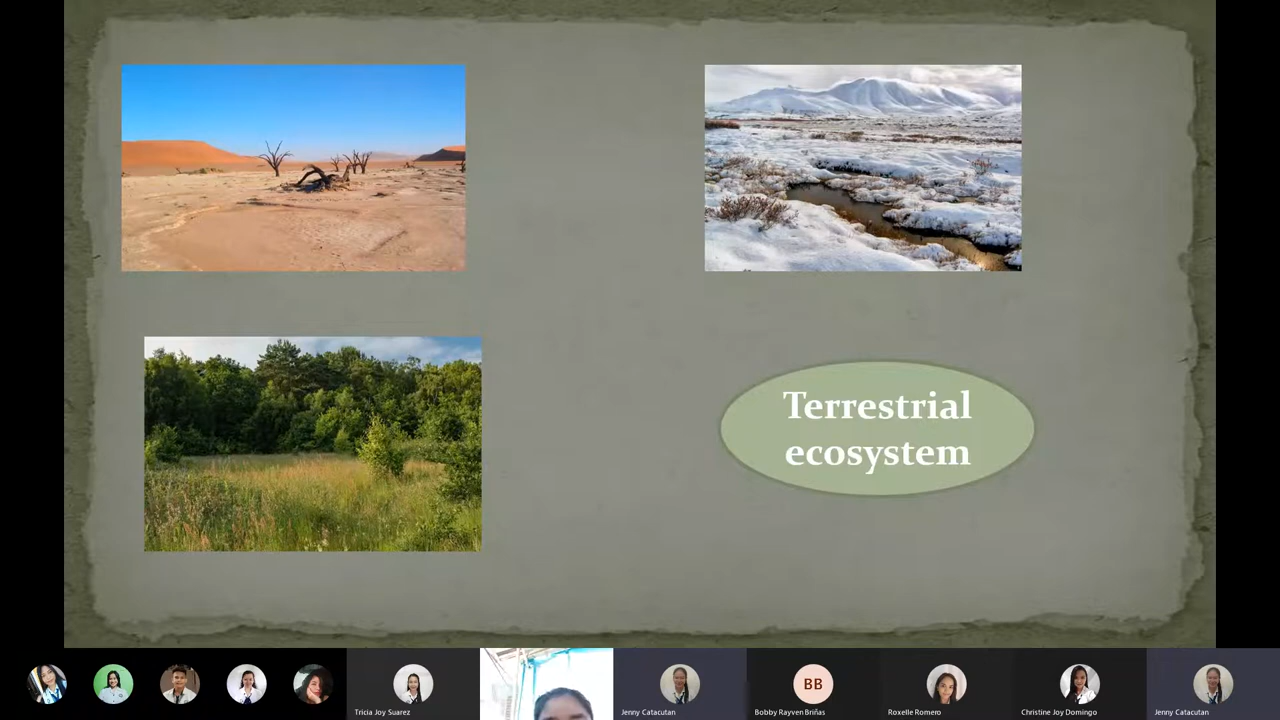 Terrestrial
ecosystem
Tricia Joy Suarez
Jenny Catacutan
BB
Bobby Rayven Briñas
Roxelle Romero
Christine Joy Domingo
Jenny Catacutan